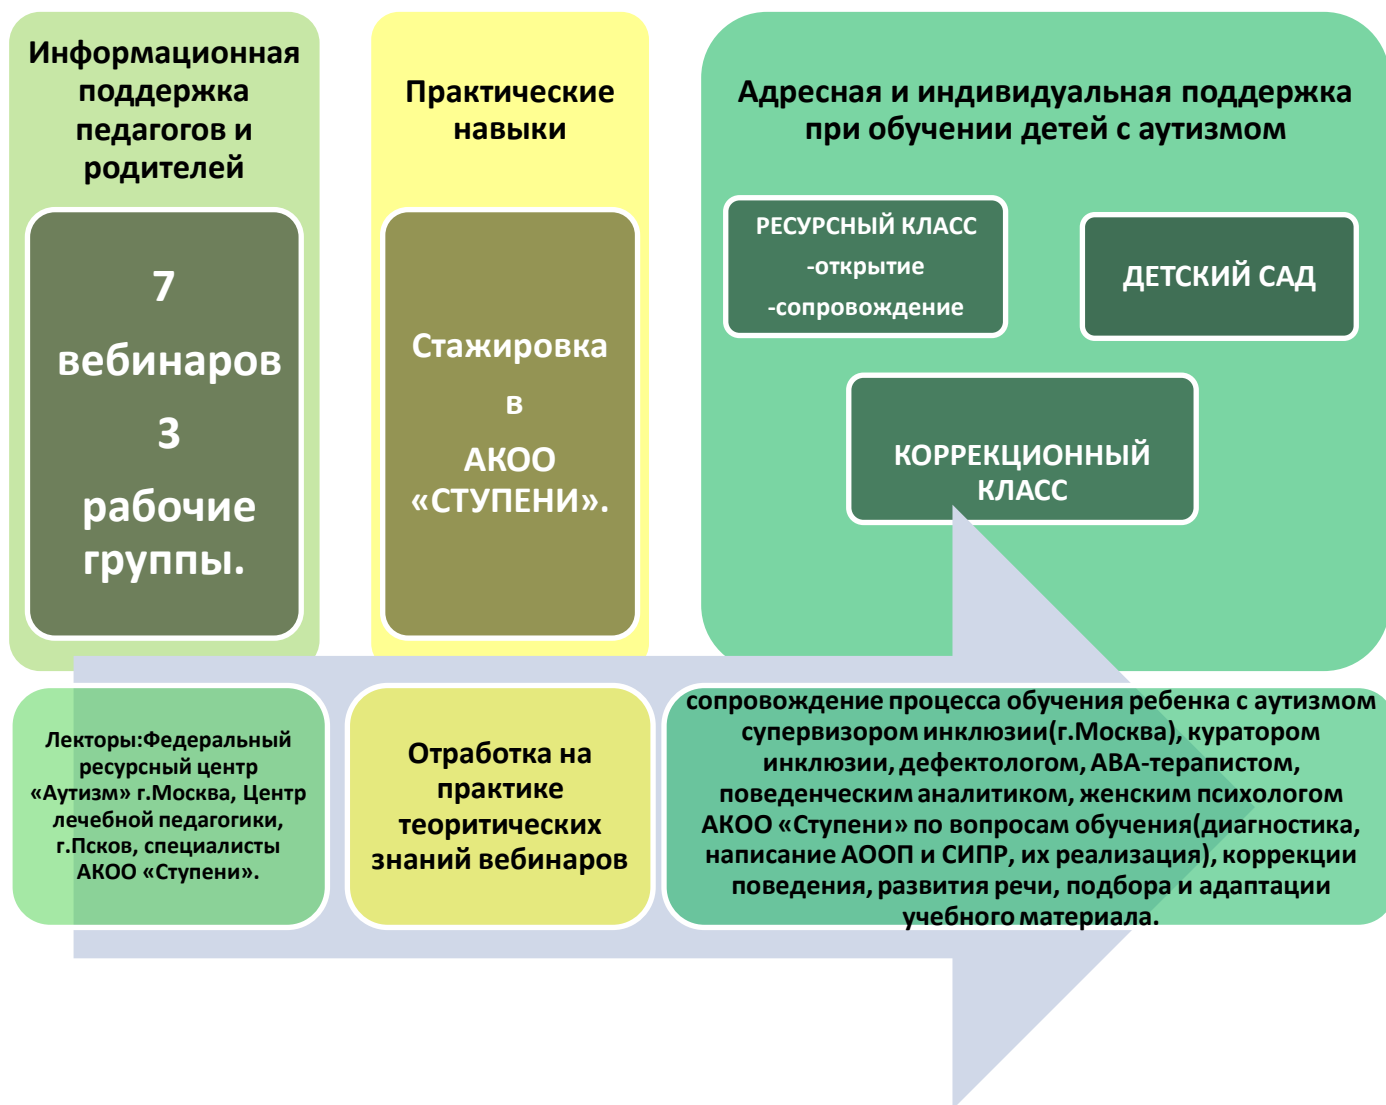 Информационная
поддержка
педагогов и
родителей
7
вебинаров
3
рабочие
группы.
Практические
навыки
Стажировка
в
АКОО
«СТУПЕНИ».
Адресная и индивидуальная поддержка
при обучении детей с аутизмом
РЕСУРСНЫЙ КЛАСС
-открытие
-сопровождение
ДЕТСКИЙ САД
КОРРЕКЦИОННЫЙ
КЛАСС
Лекторы:Федеральный
ресурсный центр
«Аутизм» г.Москва, Центр
лечебной педагогики,
г.Псков, специалисты
АКОО «Ступени».
Отработка на
практике
теоритических
знаний вебинаров
сопровождение процесса обучения ребенка с аутизмом
супервизором инклюзии(г.Москва), куратором
инклюзии, дефектологом, АВА-терапистом,
поведенческим аналитиком, женским психологом
АКОО «Ступени» по вопросам обучения(диагностика,
написание АООП и СИПР, их реализация), коррекции
поведения, развития речи, подбора и адаптации
учебного материала.